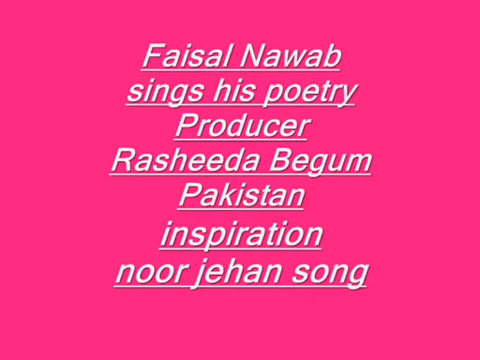 Faisal Nawab
sings his poetry
Producer
Rasheeda Begum
Pakistan
inspiration
noor jehan song